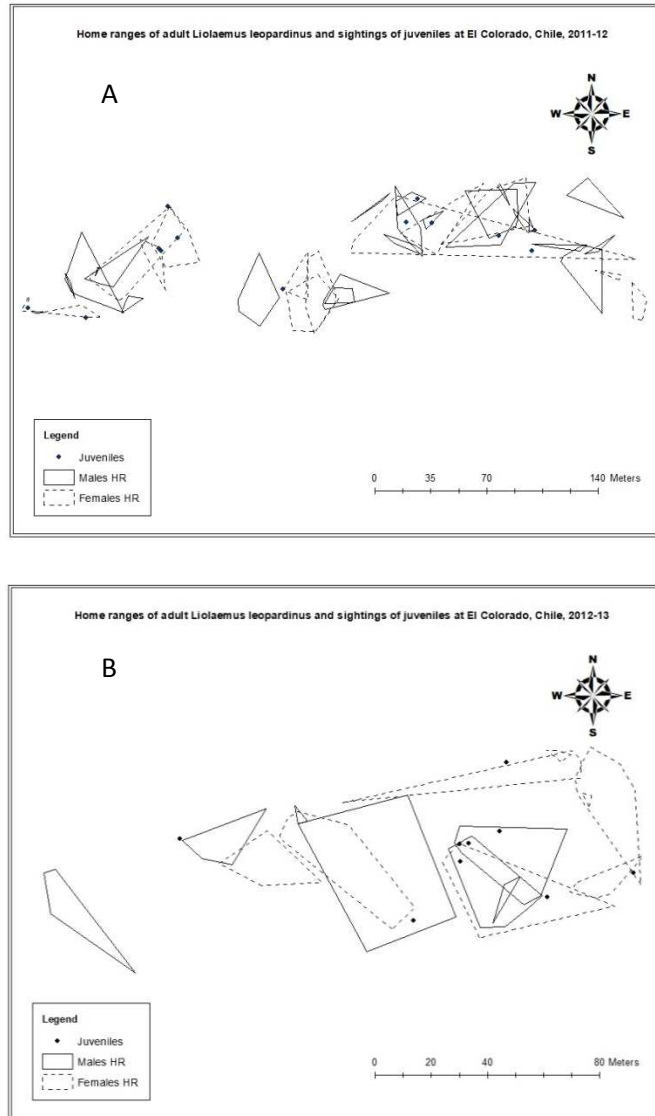 Home ranges of adult Liolaemus leopardinus and sightings of juveniles at El Colorado, Chile, 2011-12
A
N
W E
S
Legend
Juveniles
Males HR
Females HR
0 35 70 140 Meters
Home ranges of adult Liolaemus leopardinus and sightings of juveniles at El Colorado, Chile, 2012-13
B
N
W E
S
Legend
Juveniles
Males HR
Females HR
0 20 40 80 Meters